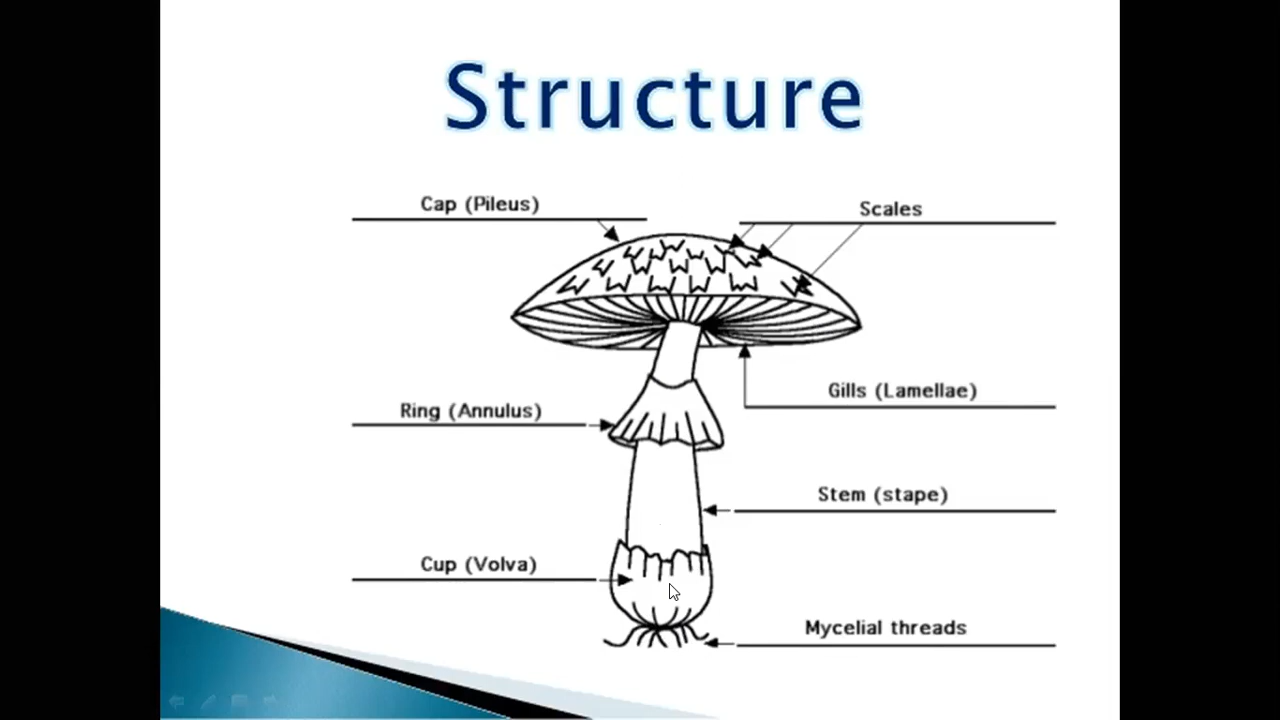 Structure
Cap (Pileus)
Scales
Gills (Lamellae)
Ring (Annulus)
Stem (stape)
Cup (Volva)
Mycelial threads